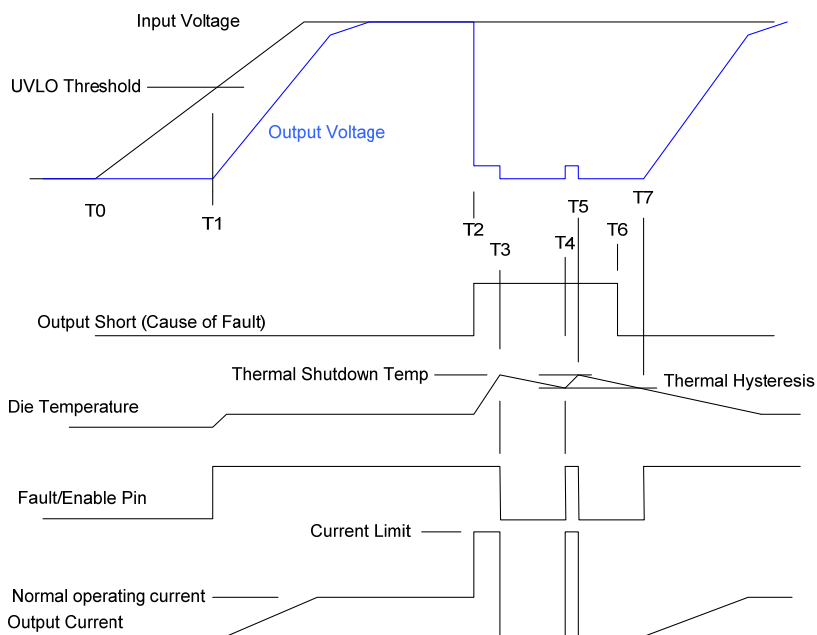 Input Voltage
UVLO Threshold
Output Voltage
T0
T1
T2
T3
T4
T5
T6
T7
Output Short (Cause of Fault)
Thermal Shutdown Temp
Thermal Hysteresis
Die Temperature
Fault/Enable Pin
Current Limit
Normal operating current
Output Current